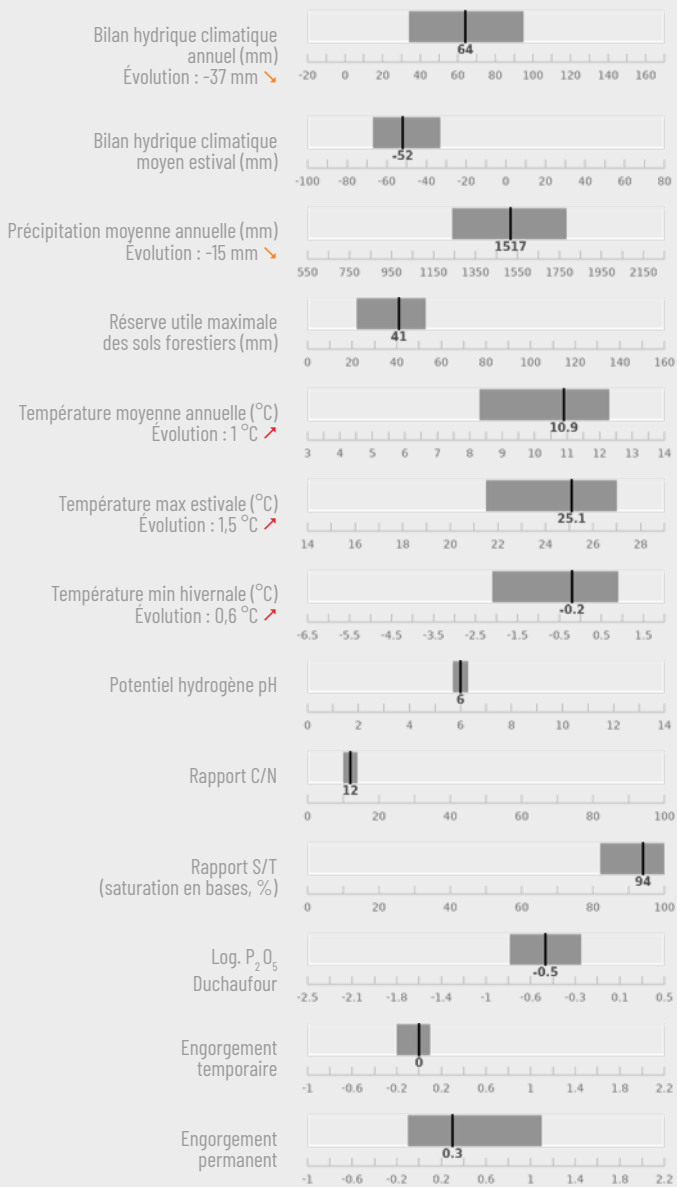 Bilan hydrique climatique
annuel (mm)
Évolution : -37 mm ↘
64
-20 0 20 40 60 80 100 120 140 160
Bilan hydrique climatique
moyen estival (mm)
-52
-100 -80 -60 -40 -20 0 20 40 60 80
Précipitation moyenne annuelle (mm)
Évolution : -15 mm ↘
1517
550 750 950 1150 1350 1550 1750 1950 2150
Réserve utile maximale
des sols forestiers (mm)
41
0 20 40 60 80 100 120 140 160
Température moyenne annuelle (°C)
Évolution : 1 °C ↗
10.9
3 4 5 6 7 8 9 10 11 12 13 14
Température max estivale (°C)
Évolution : 1,5 °C ↗
25.1
14 16 18 20 22 24 26 28
Température min hivernale (°C)
Évolution : 0,6 °C ↗
-0.2
-6.5 -5.5 -4.5 -3.5 -2.5 -1.5 -0.5 0.5 1.5
Potentiel hydrogène pH
6
0 2 4 6 8 10 12 14
Rapport C/N
12
0 20 40 60 80 100
Rapport S/T
(saturation en bases, %)
94
0 20 40 60 80 100
Log. P₂O₅
Duchaufour
-0.5
-2.5 -2.1 -1.8 -1.4 -1 -0.6 -0.3 0.1 0.5
Engorgement
temporaire
0
-1 -0.6 -0.2 0.2 0.6 1 1.4 1.8 2.2
Engorgement
permanent
0.3
-1 -0.6 -0.2 0.2 0.6 1 1.4 1.8 2.2